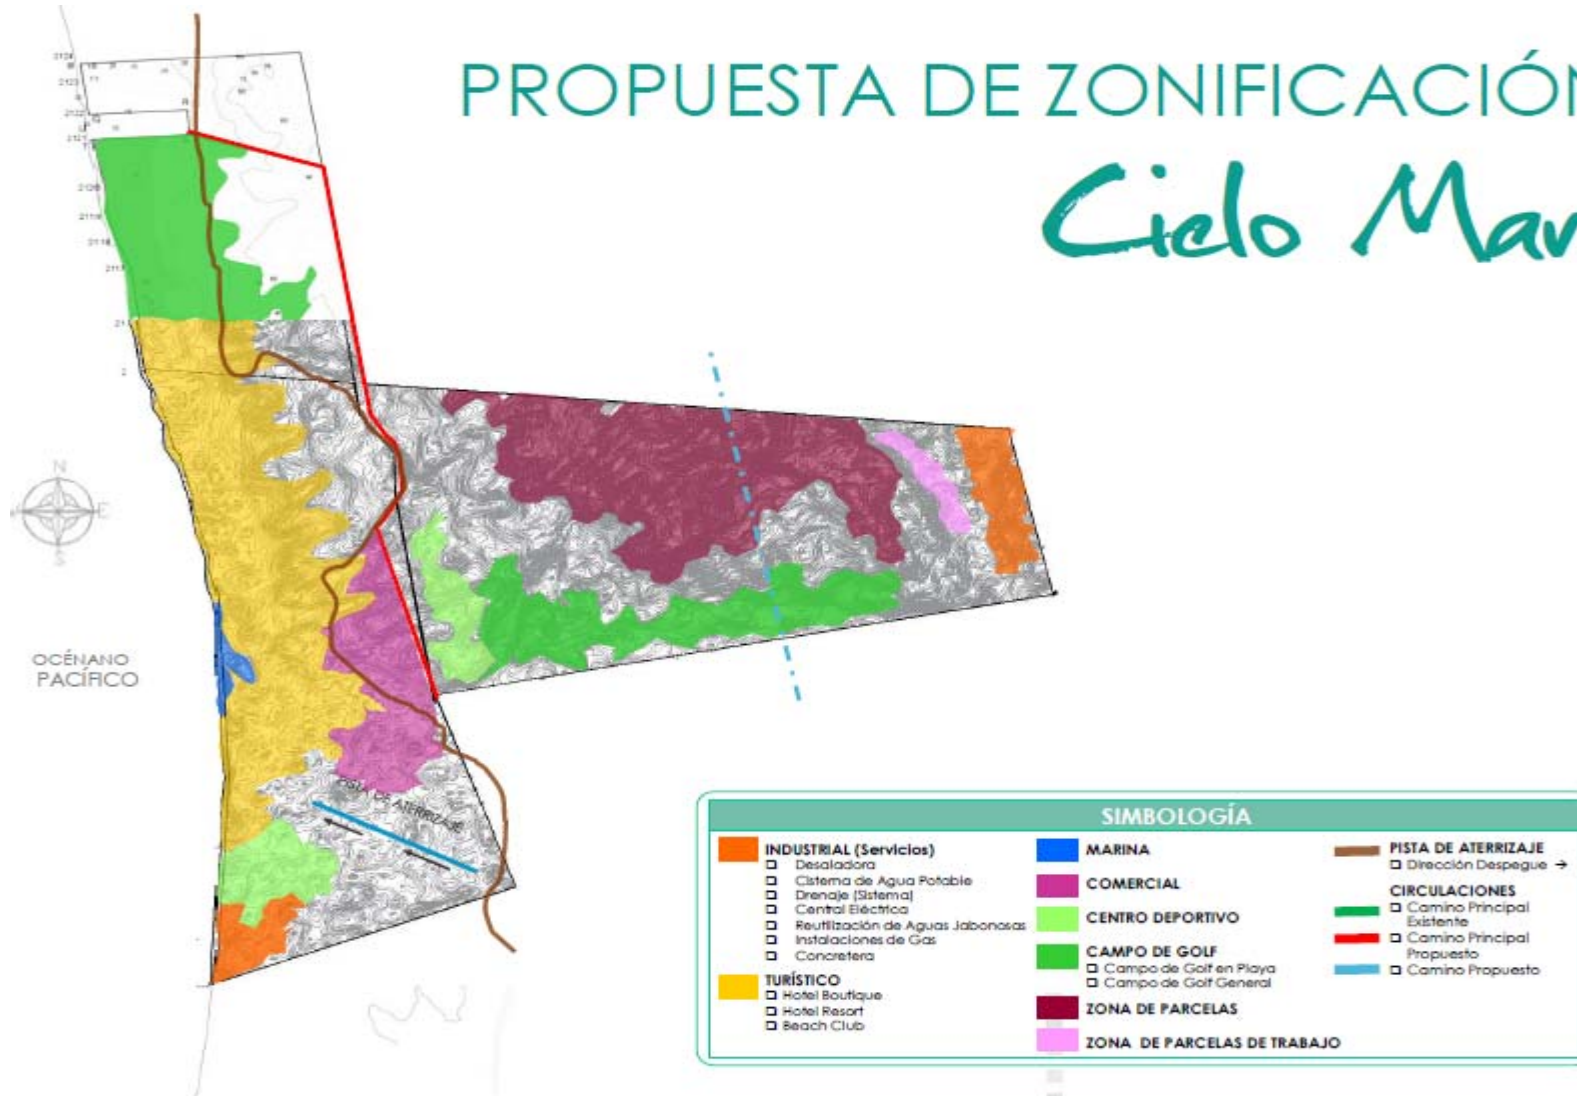 PROPUESTA DE ZONIFICACIÓN
Cielo Mar
N
E
S
OCÉNANO
PACÍFICO
PISTA DE ATERRIZAJE
SIMBOLOGÍA
INDUSTRIAL (Servicios)
Desaladora
Cisterna de Agua Potable
Drenaje (Sistema)
Central Eléctrica
Reutilización de Aguas Jabonosas
Instalaciones de Gas
Concretera
TURÍSTICO
Hotel Boutique
Hotel Resort
Beach Club
MARINA
COMERCIAL
CENTRO DEPORTIVO
CAMPO DE GOLF
Campo de Golf en Playa
Campo de Golf General
ZONA DE PARCELAS
ZONA DE PARCELAS DE TRABAJO
PISTA DE ATERRIZAJE
Dirección Despegue →
CIRCULACIONES
Camino Principal
Existente
Camino Principal
Propuesto
Camino Propuesto